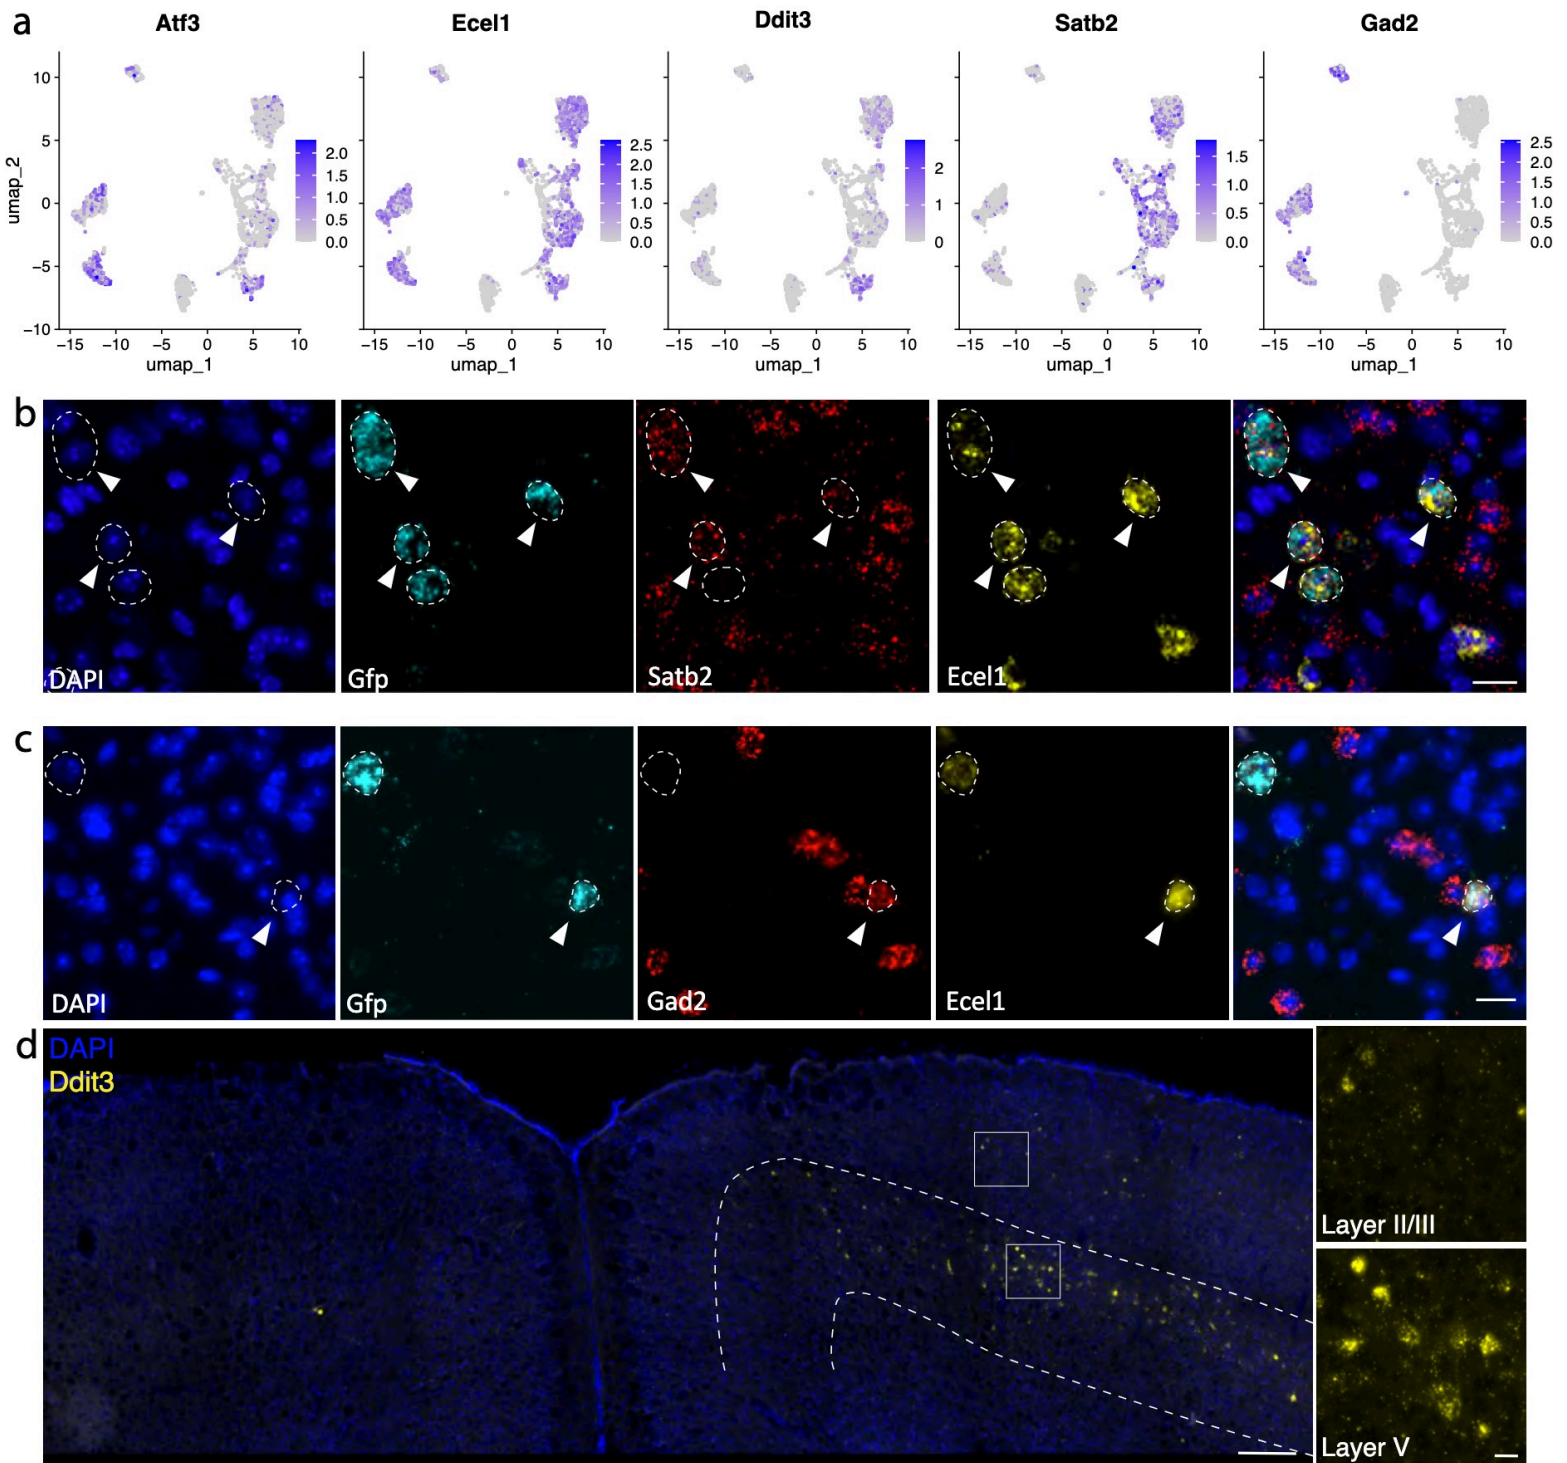 a
Atf3 Ecel1 Ddit3 Satb2 Gad2
umap_2
10
5
0
−5
−10
2.0
1.5
1.0
0.5
0.0
2.5
2.0
1.5
1.0
0.5
0.0
2
1
0
1.5
1.0
0.5
0.0
2.5
2.0
1.5
1.0
0.5
0.0
−15 −10 −5 0 5 10 −15 −10 −5 0 5 10 −15 −10 −5 0 5 10 −15 −10 −5 0 5 10 −15 −10 −5 0 5 10
umap_1 umap_1 umap_1 umap_1 umap_1
b
DAPI Gfp Satb2 Ecel1
c
DAPI Gfp Gad2 Ecel1
d
DAPI
Ddit3
Layer II/III
Layer V